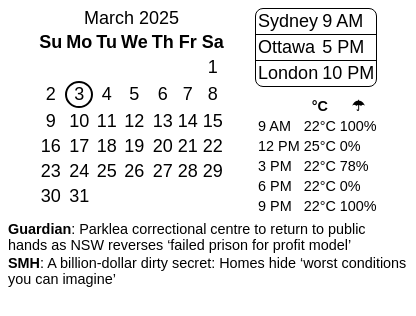 March 2025
Su Mo Tu We Th Fr Sa
1
2 3 4 5 6 7 8
9 10 11 12 13 14 15
16 17 18 19 20 21 22
23 24 25 26 27 28 29
30 31
Sydney 9 AM
Ottawa 5 PM
London 10 PM
°C ☂
9 AM 22°C 100%
12 PM 25°C 0%
3 PM 22°C 78%
6 PM 22°C 0%
9 PM 22°C 100%
Guardian: Parklea correctional centre to return to public
hands as NSW reverses ‘failed prison for profit model’
SMH: A billion-dollar dirty secret: Homes hide ‘worst conditions
you can imagine’